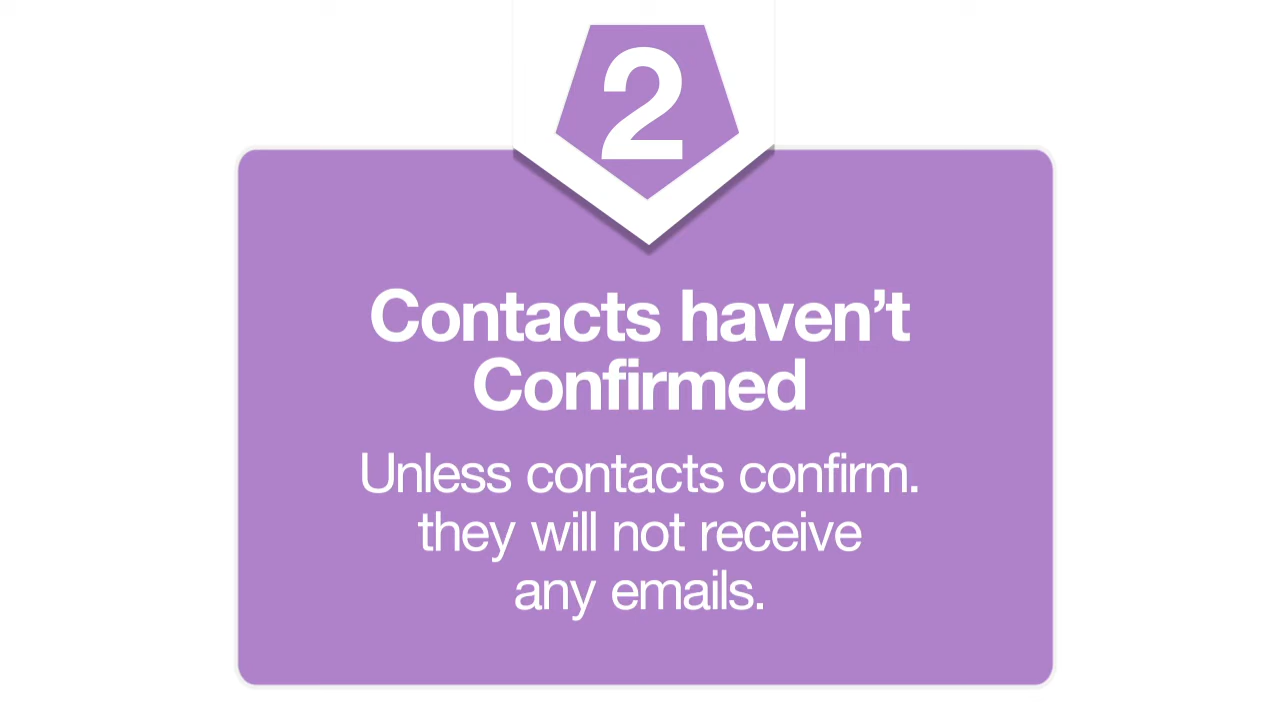 2
Contacts haven’t
Confirmed
Unless contacts confirm.
they will not receive
any emails.